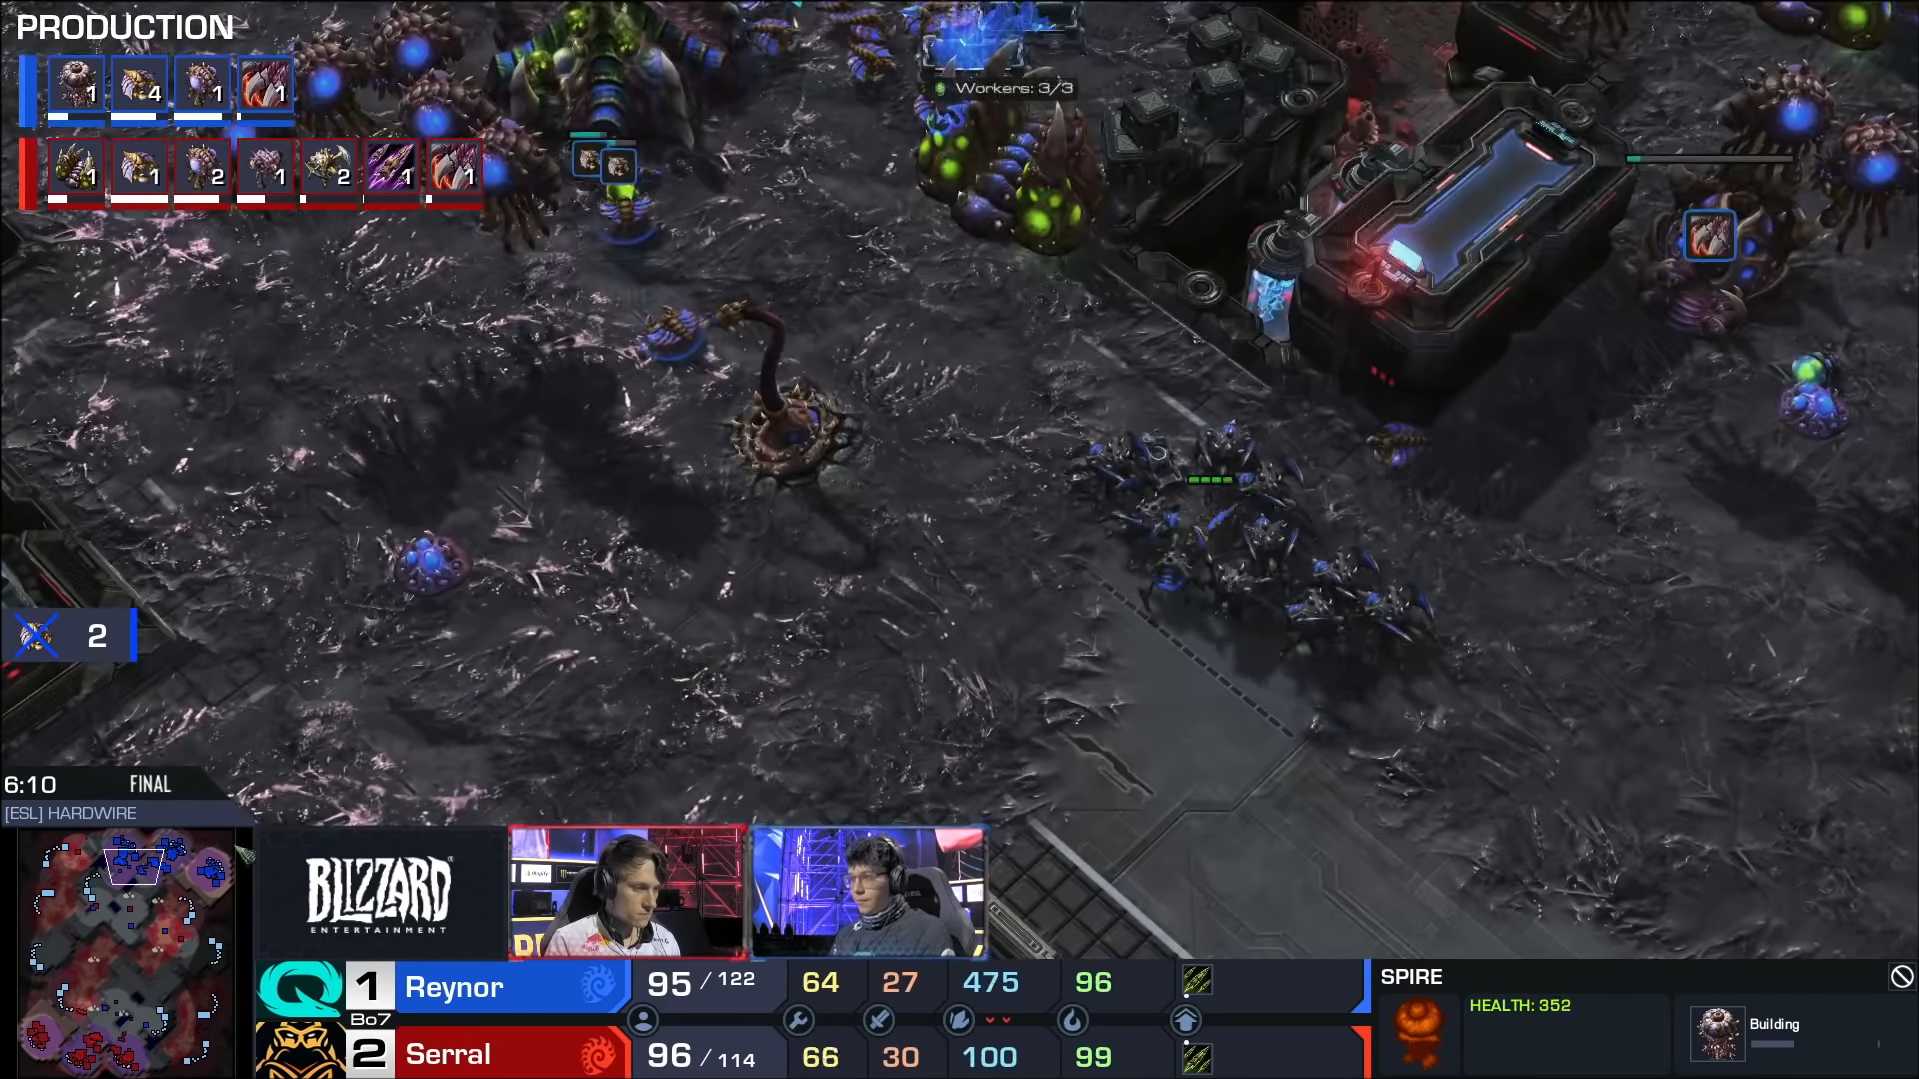 PRODUCTION
1 4 1 1
1 1 2 1 2 1 1
Workers: 3/3
2
6:10 FINAL
[ESL] HARDWIRE
BLIZZARD
ENTERTAINMENT
1 Reynor 95 / 122 64 27 475 96
Bo7
2 Serral 96 / 114 66 30 100 99
SPIRE
HEALTH: 352
Building